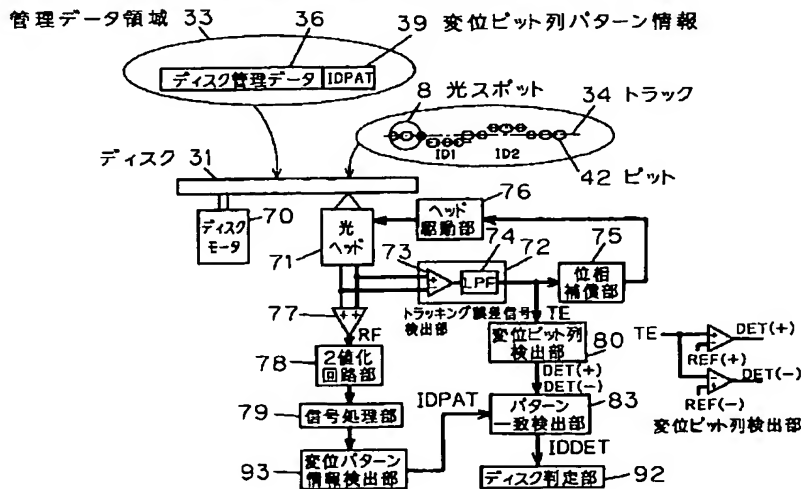 管理データ領域 33 36 39 変位ピット列パターン情報
ディスク管理データ IDPAT
8 光スポット
34 トラック
ID1 ID2
42 ピット
ディスク 31
70
ディスク
モータ
71
光
ヘッド
76
ヘッド
駆動部
73
74
LPF
72
75
位相
補償部
トラッキング誤差信号
検出部
TE
77
RF
78
2値化
回路部
80
変位ピット列
検出部
DET(+)
DET(-)
79
信号処理部
IDPAT
83
パターン
一致検出部
IDDET
93
変位パターン
情報検出部
ディスク判定部
92
TE
DET(+)
REF(+)
DET(-)
REF(-)
変位ピット列検出部